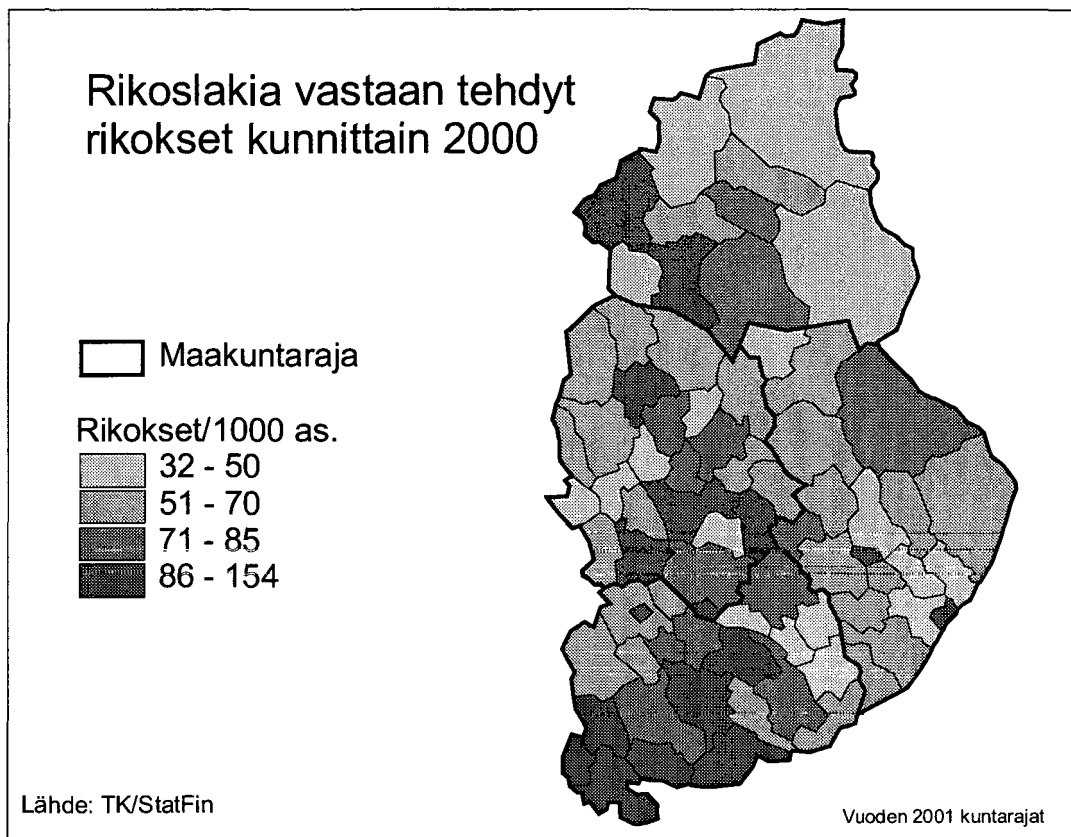 Rikoslakia vastaan tehdyt
rikokset kunnittain 2000
Maakuntaraja
Rikokset/1000 as.
32 - 50
51 - 70
71 - 85
86 - 154
Lähde: TK/StatFin
Vuoden 2001 kuntarajat